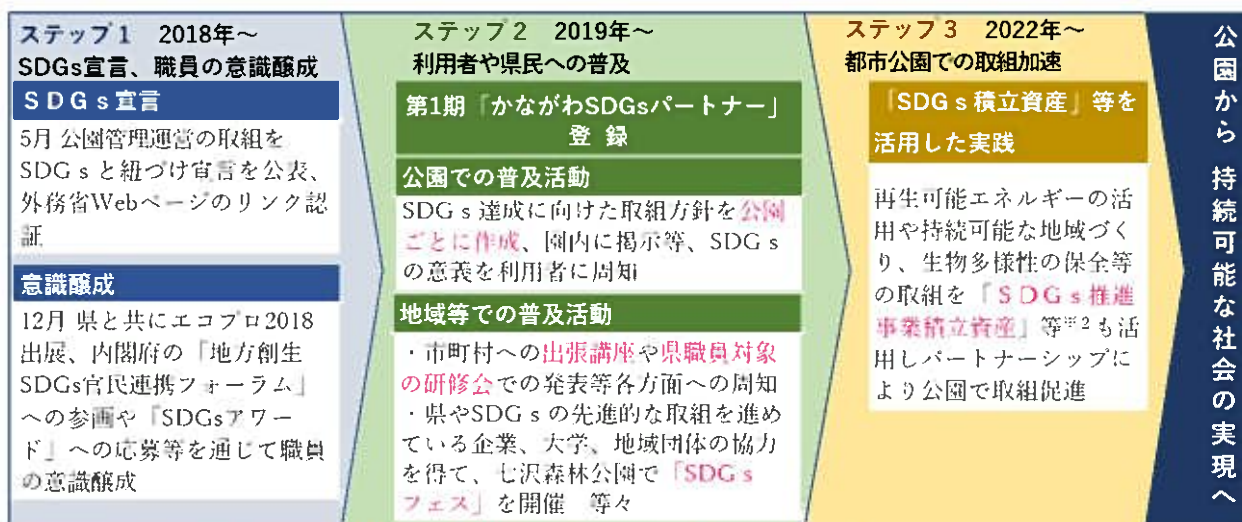 ステップ1 2018年～
SDGs宣言、職員の意識醸成
ＳＤＧｓ宣言
5月 公園管理運営の取組を
SDGｓと紐づけ宣言を公表、
外務省Webページのリンク認
証
意識醸成
12月 県と共にエコプロ2018
出展、内閣府の「地方創生
SDGs官民連携フォーラム」
への参画や「SDGsアワー
ド」への応募等を通じて職員
の意識醸成
ステップ2 2019年～
利用者や県民への普及
第1期「かながわSDGsパートナー」
登 録
公園での普及活動
SDGｓ達成に向けた取組方針を公園
ごとに作成、園内に掲示等、SDGｓ
の意義を利用者に周知
地域等での普及活動
・市町村への出張講座や県職員対象
の研修会での発表等各方面への周知
・県やSDGｓの先進的な取組を進め
ている企業、大学、地域団体の協力
を得て、七沢森林公園で「SDGｓ
フェス」を開催 等々
ステップ3 2022年～
都市公園での取組加速
「SDGｓ積立資産」等を
活用した実践
再生可能エネルギーの活
用や持続可能な地域づく
り、生物多様性の保全等
の取組を「ＳＤＧｓ推進
事業積立資産」等※2も活
用しパートナーシップに
より公園で取組促進
公園から 持続可能な社会の実現へ